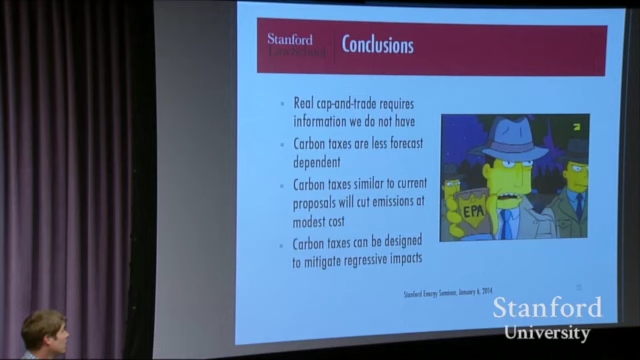 Stanford
Law School
Conclusions
Real cap-and-trade requires
information we do not have
Carbon taxes are less forecast
dependent
Carbon taxes similar to current
proposals will cut emissions at
modest cost
Carbon taxes can be designed
to mitigate regressive impacts
EPA
Stanford Energy Seminar, January 6, 2014
Stanford
University